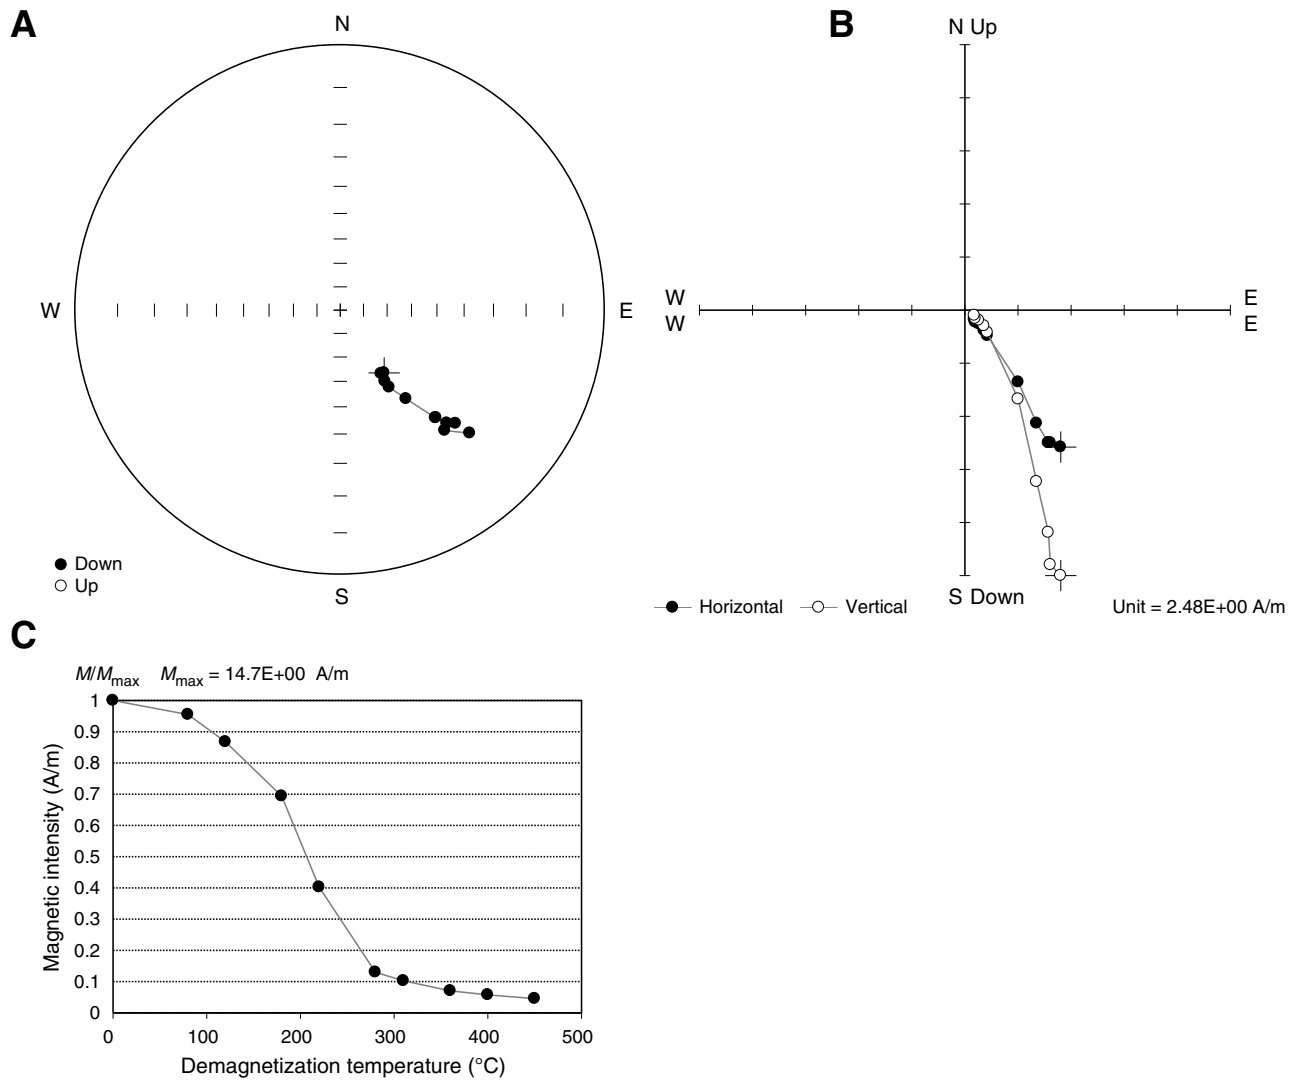 A
N
W
E
S
Down
Up
B
N Up
W
E
W
E
S Down
Horizontal
Vertical
Unit = 2.48E+00 A/m
C
M/Mmax Mmax = 14.7E+00 A/m
1
0.9
0.8
0.7
0.6
0.5
0.4
0.3
0.2
0.1
0
Magnetic intensity (A/m)
0 100 200 300 400 500
Demagnetization temperature (°C)